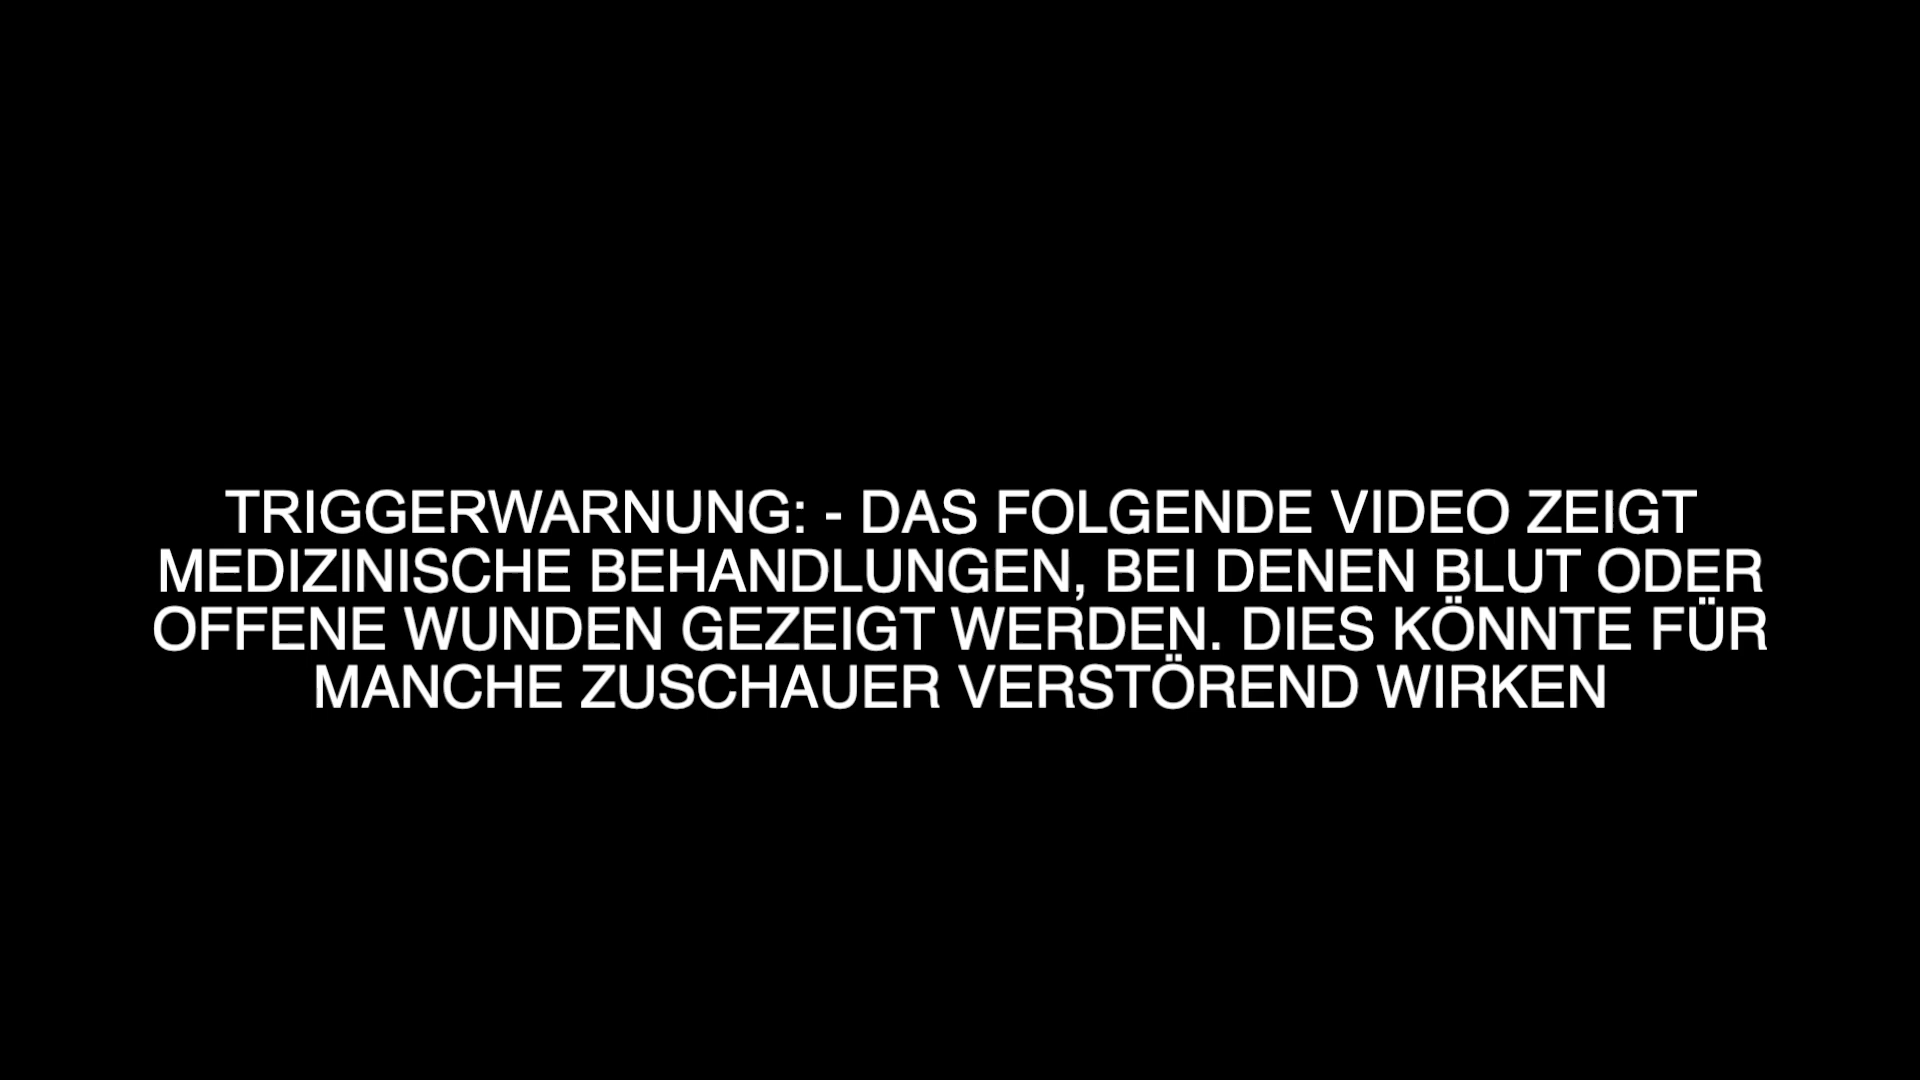 TRIGGERWARNUNG: - DAS FOLGENDE VIDEO ZEIGT
MEDIZINISCHE BEHANDLUNGEN, BEI DENEN BLUT ODER
OFFENE WUNDEN GEZEIGT WERDEN. DIES KÖNNTE FÜR
MANCHE ZUSCHAUER VERSTÖREND WIRKEN